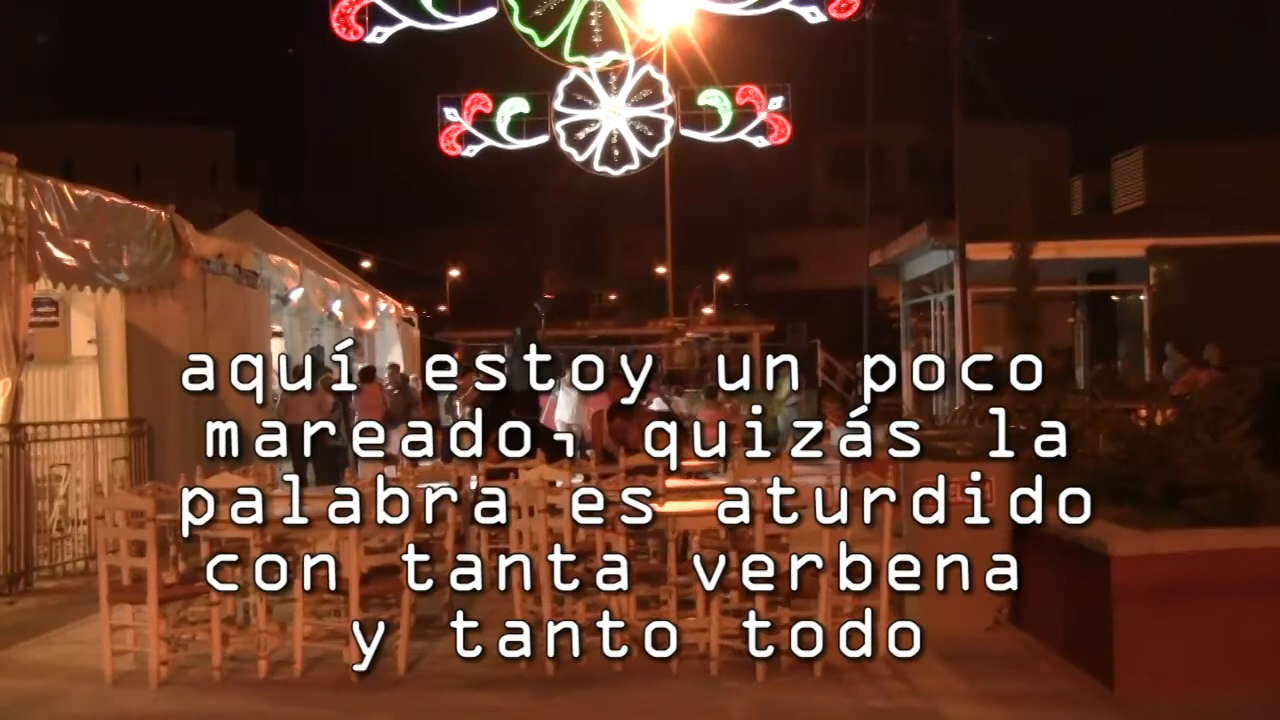 aquí estoy un poco
mareado, quizás la
palabra es aturdido
con tanta verbena
y tanto todo